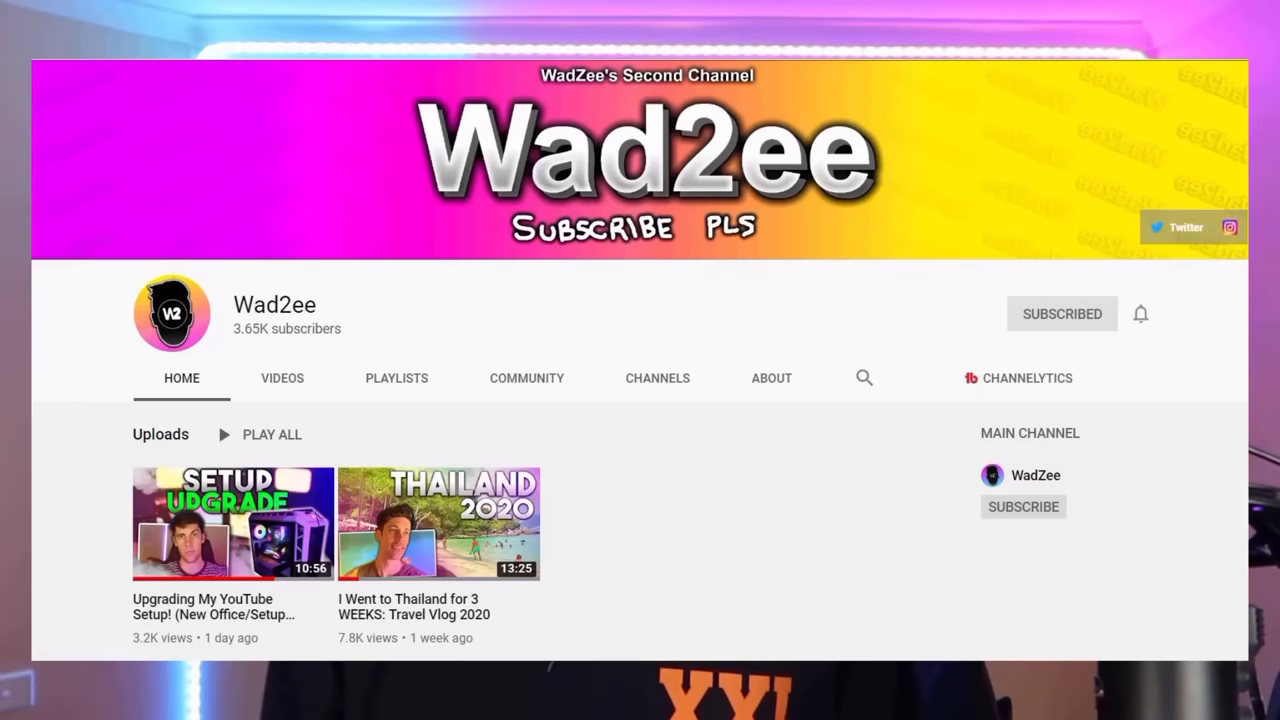 WadZee's Second Channel
Wad2ee
SUBSCRIBE PLS
Twitter
W2
Wad2ee
3.65K subscribers
SUBSCRIBED
HOME
VIDEOS
PLAYLISTS
COMMUNITY
CHANNELS
ABOUT
CHANNELYTICS
Uploads
PLAY ALL
MAIN CHANNEL
WadZee
SUBSCRIBE
SETUP
UPGRADE
10:56
THAILAND
2020
13:25
Upgrading My YouTube
Setup! (New Office/Setup...
3.2K views • 1 day ago
I Went to Thailand for 3
WEEKS: Travel Vlog 2020
7.8K views • 1 week ago
XXL